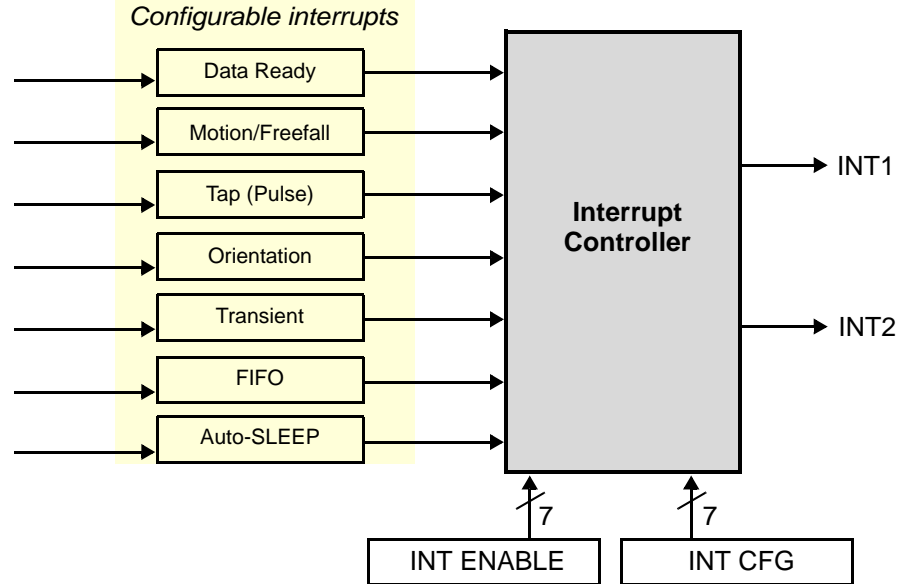 Configurable interrupts
Data Ready
Motion/Freefall
Tap (Pulse)
Orientation
Transient
FIFO
Auto-SLEEP
Interrupt
Controller
INT1
INT2
7
7
INT ENABLE
INT CFG